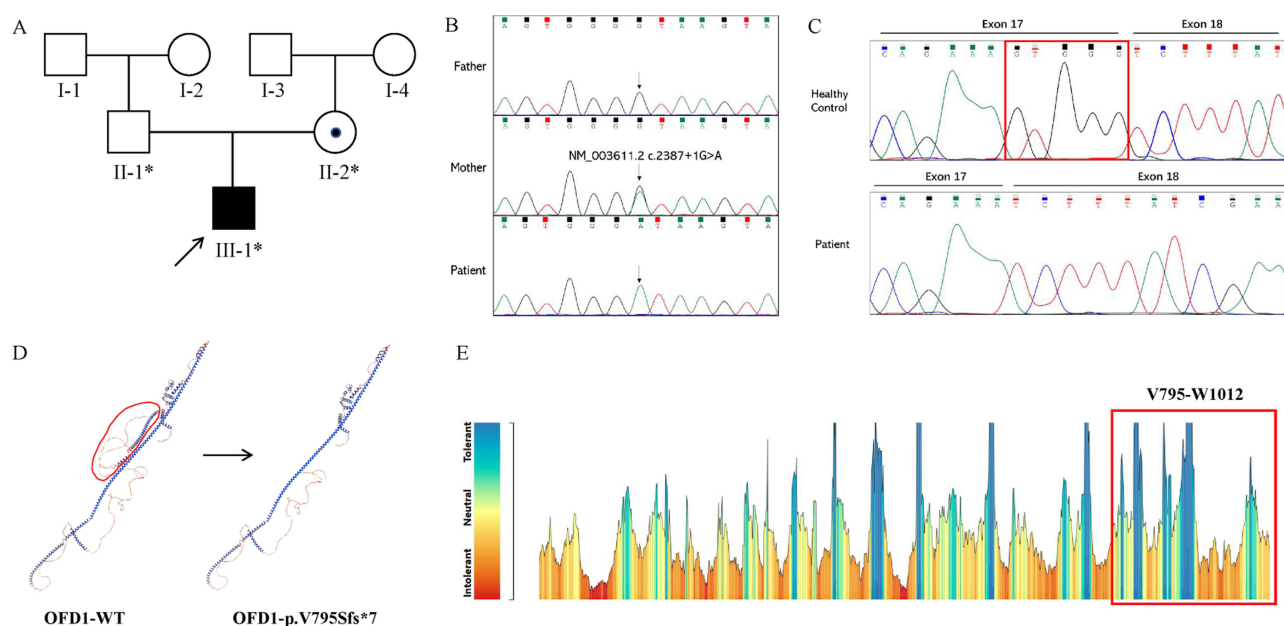 A
I-1
I-2
I-3
I-4
II-1*
II-2*
III-1*
B
A G T G G G G T A A G T A
Father
A G T G G G G T A A G T A
Mother
NM_003611.2 c.2387+1G>A
A G T G G G A T A A G T A
Patient
C
Exon 17
Exon 18
C A G A A A G T G G G T C T T T A T
Healthy
Control
Exon 17
Exon 18
C A G A A A T C T T T A T C G A A
Patient
D
OFD1-WT
OFD1-p.V795Sfs*7
E
V795-W1012
Tolerant
Neutral
Intolerant